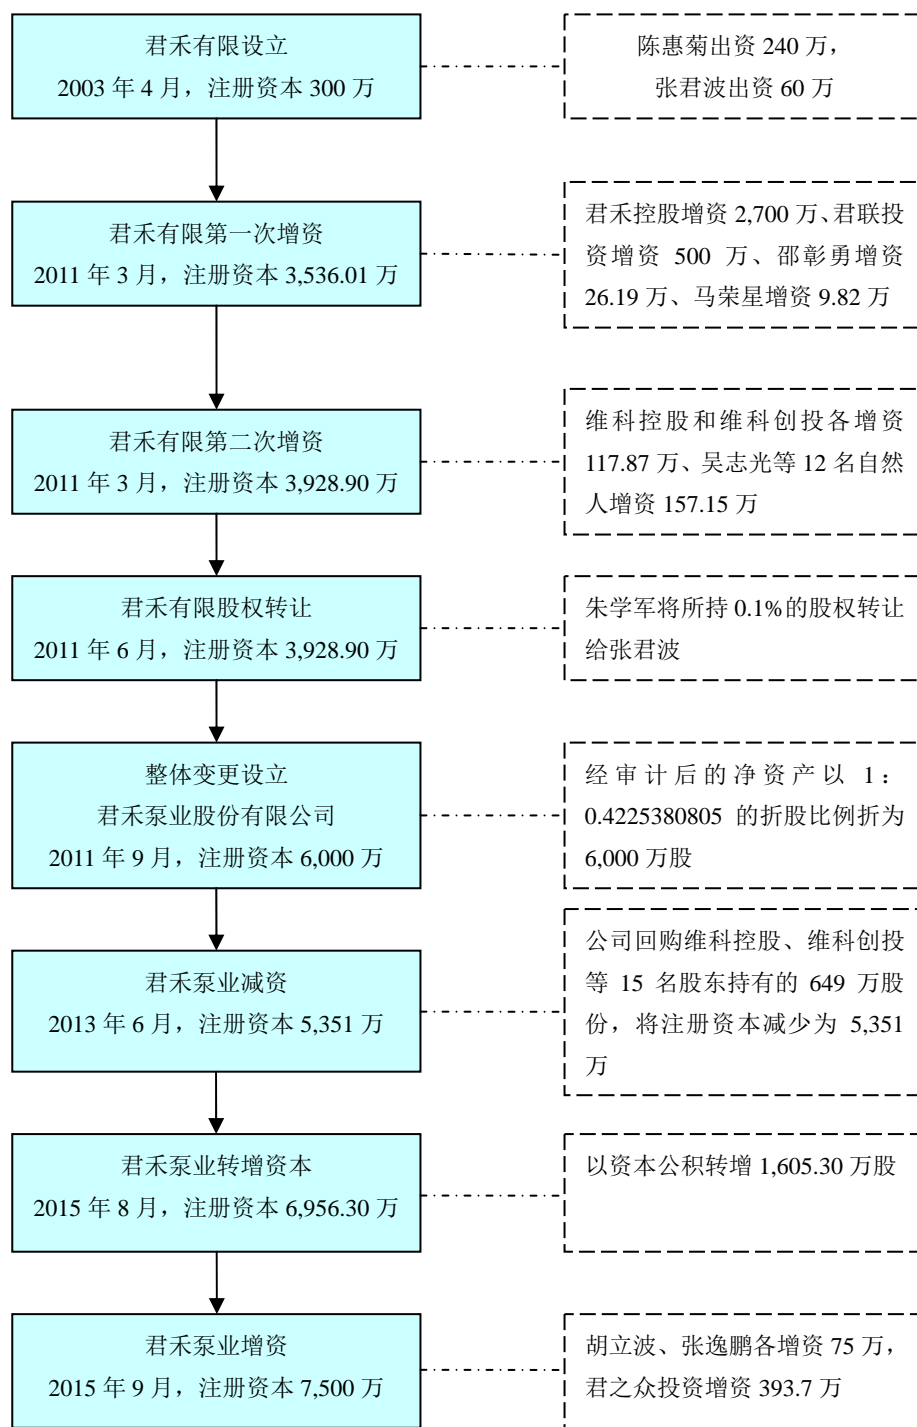 君禾有限设立
2003 年 4 月，注册资本 300 万
陈惠菊出资 240 万，
张君波出资 60 万
君禾有限第一次增资
2011 年 3 月，注册资本 3,536.01 万
君禾控股增资 2,700 万、君联投
资增资 500 万、邵彰勇增资
26.19 万、马荣星增资 9.82 万
君禾有限第二次增资
2011 年 3 月，注册资本 3,928.90 万
维科控股和维科创投各增资
117.87 万、吴志光等 12 名自然
人增资 157.15 万
君禾有限股权转让
2011 年 6 月，注册资本 3,928.90 万
朱学军将所持 0.1%的股权转让
给张君波
整体变更设立
君禾泵业股份有限公司
2011 年 9 月，注册资本 6,000 万
经审计后的净资产以 1：
0.4225380805 的折股比例折为
6,000 万股
君禾泵业减资
2013 年 6 月，注册资本 5,351 万
公司回购维科控股、维科创投
等 15 名股东持有的 649 万股
份，将注册资本减少为 5,351
万
君禾泵业转增资本
2015 年 8 月，注册资本 6,956.30 万
以资本公积转增 1,605.30 万股
君禾泵业增资
2015 年 9 月，注册资本 7,500 万
胡立波、张逸鹏各增资 75 万，
君之众投资增资 393.7 万